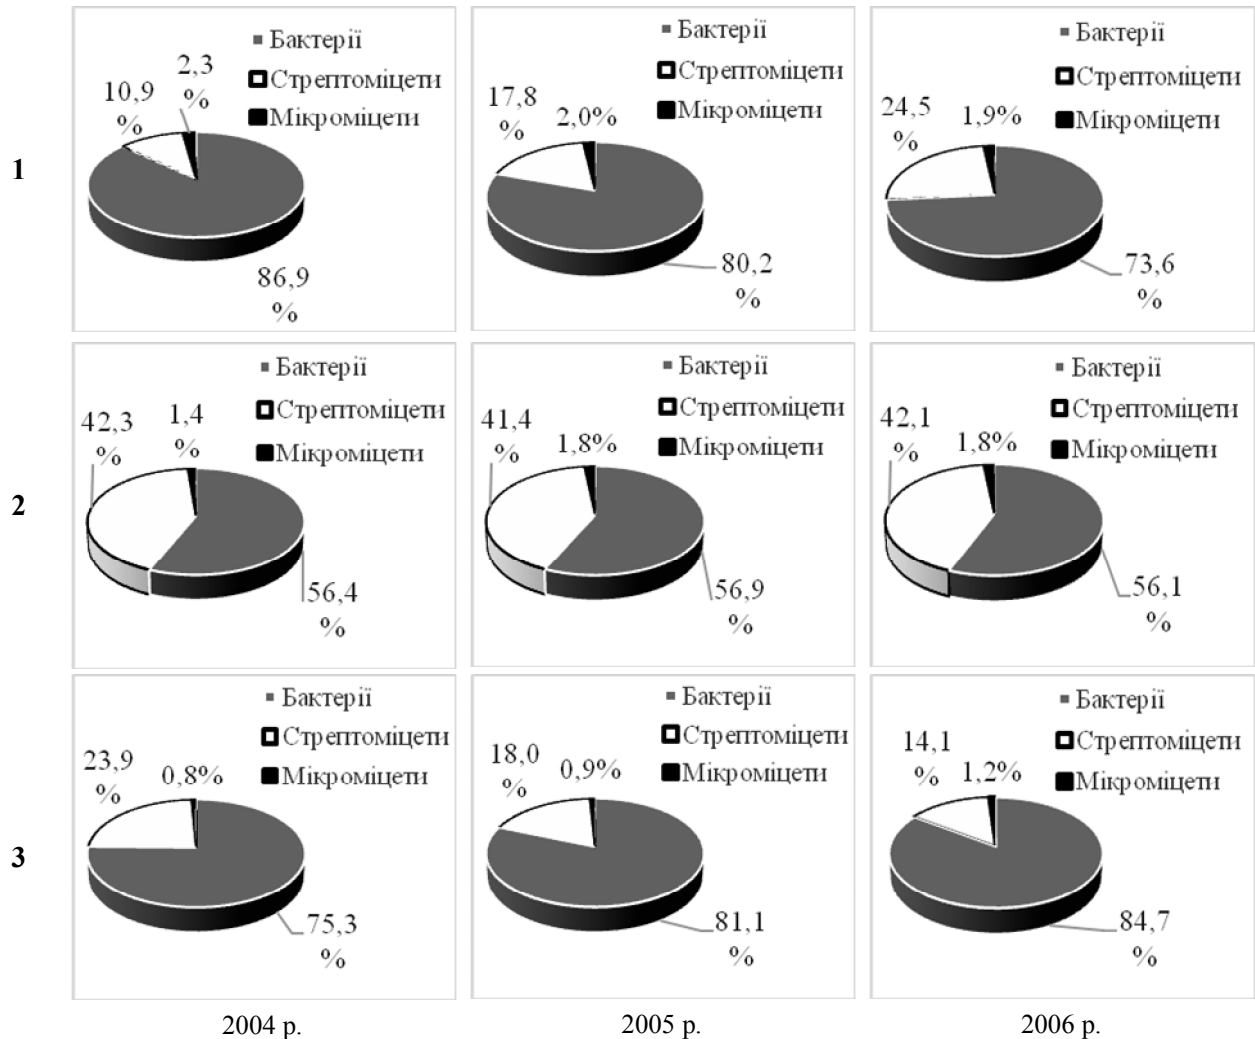 1
Бактерії
Стрептоміцети
Мікроміцети
10,9
%
2,3
%
86,9
%
Бактерії
Стрептоміцети
Мікроміцети
17,8
%
2,0%
80,2
%
Бактерії
Стрептоміцети
Мікроміцети
24,5
%
1,9%
73,6
%
2
Бактерії
Стрептоміцети
Мікроміцети
42,3
%
1,4
%
56,4
%
Бактерії
Стрептоміцети
Мікроміцети
41,4
%
1,8%
56,9
%
Бактерії
Стрептоміцети
Мікроміцети
42,1
%
1,8%
56,1
%
3
Бактерії
Стрептоміцети
Мікроміцети
23,9
%
0,8%
75,3
%
Бактерії
Стрептоміцети
Мікроміцети
18,0
%
0,9%
81,1
%
Бактерії
Стрептоміцети
Мікроміцети
14,1
%
1,2%
84,7
%
2004 р.
2005 р.
2006 р.